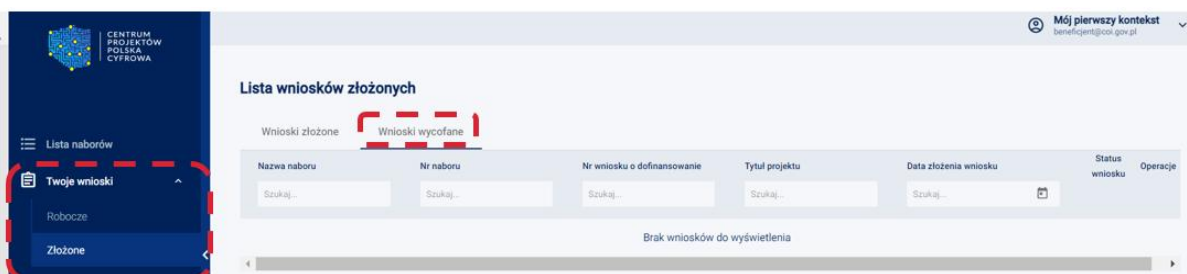 CENTRUM
PROJEKTÓW
POLSKA
CYFROWA
Mój pierwszy kontekst
beneficjent@coi.gov.pl
Lista wniosków złożonych
Lista naborów
Twoje wnioski
Robocze
Złożone
Wnioski złożone Wnioski wycofane
Nazwa naboru Nr naboru Nr wniosku o dofinansowanie Tytuł projektu Data złożenia wniosku Status wniosku Operacje
Szukaj... Szukaj... Szukaj... Szukaj... Szukaj...
Brak wniosków do wyświetlenia